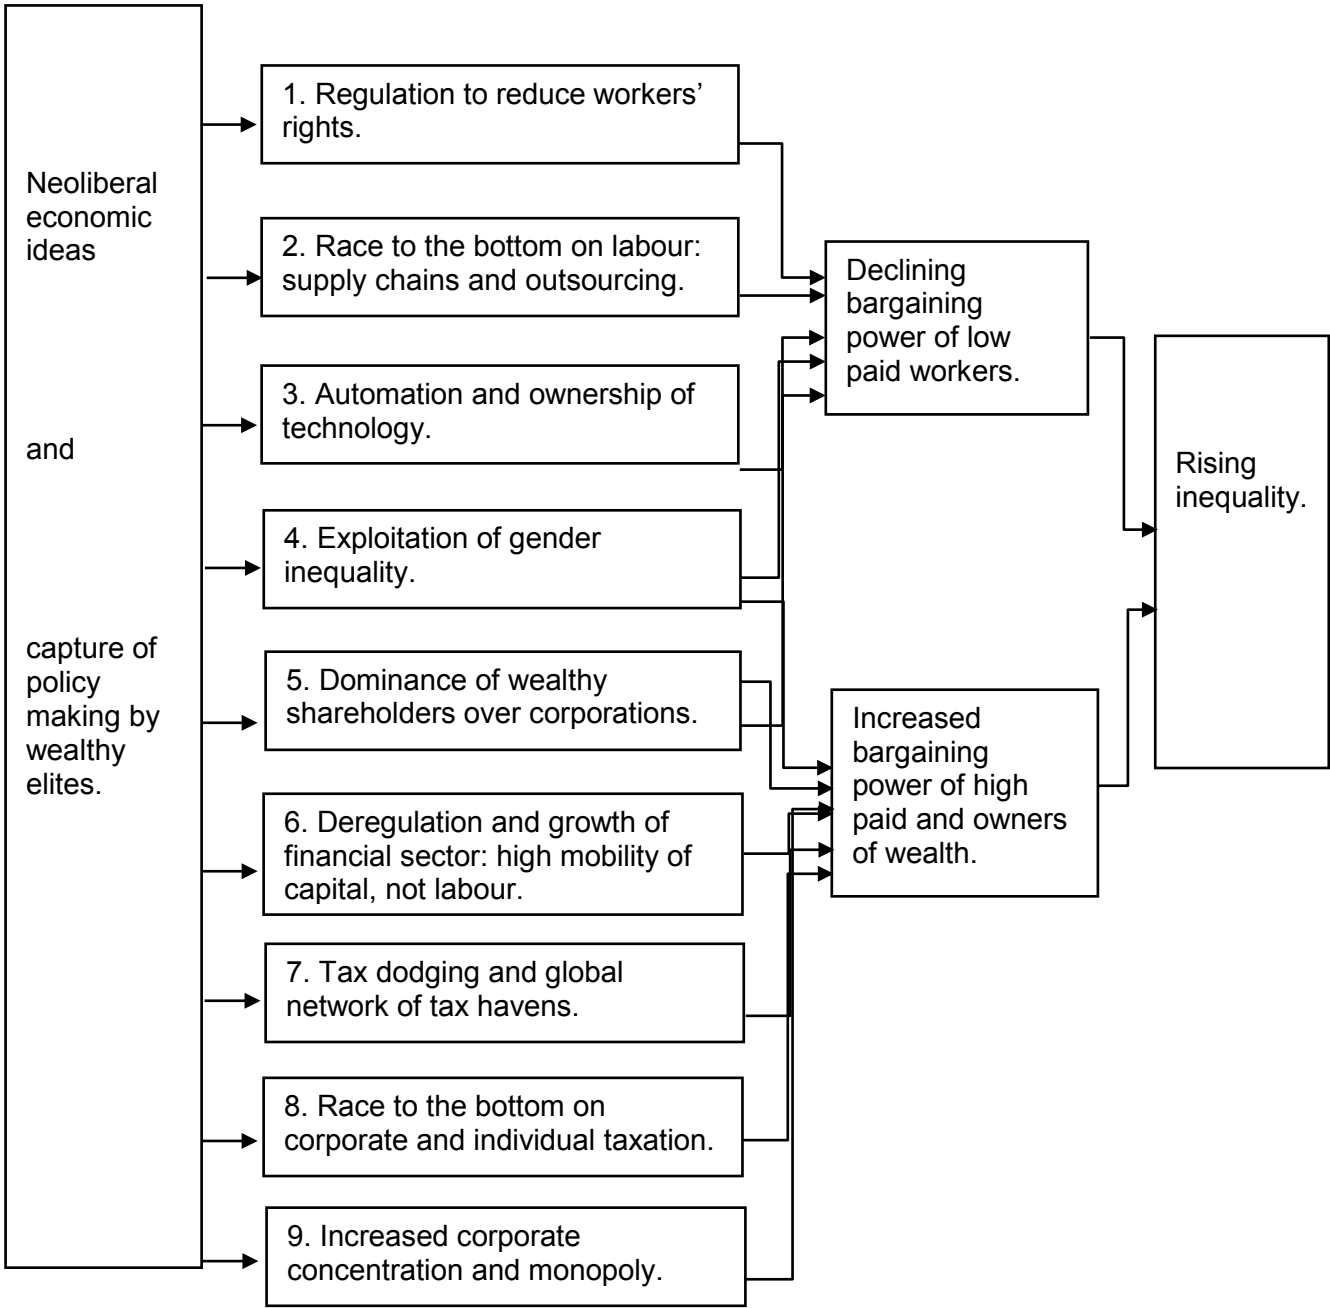 Neoliberal
economic
ideas
and
capture of
policy
making by
wealthy
elites.
1. Regulation to reduce workers’
rights.
2. Race to the bottom on labour:
supply chains and outsourcing.
3. Automation and ownership of
technology.
4. Exploitation of gender
inequality.
5. Dominance of wealthy
shareholders over corporations.
6. Deregulation and growth of
financial sector: high mobility of
capital, not labour.
7. Tax dodging and global
network of tax havens.
8. Race to the bottom on
corporate and individual taxation.
9. Increased corporate
concentration and monopoly.
Declining
bargaining
power of low
paid workers.
Increased
bargaining
power of high
paid and owners
of wealth.
Rising
inequality.